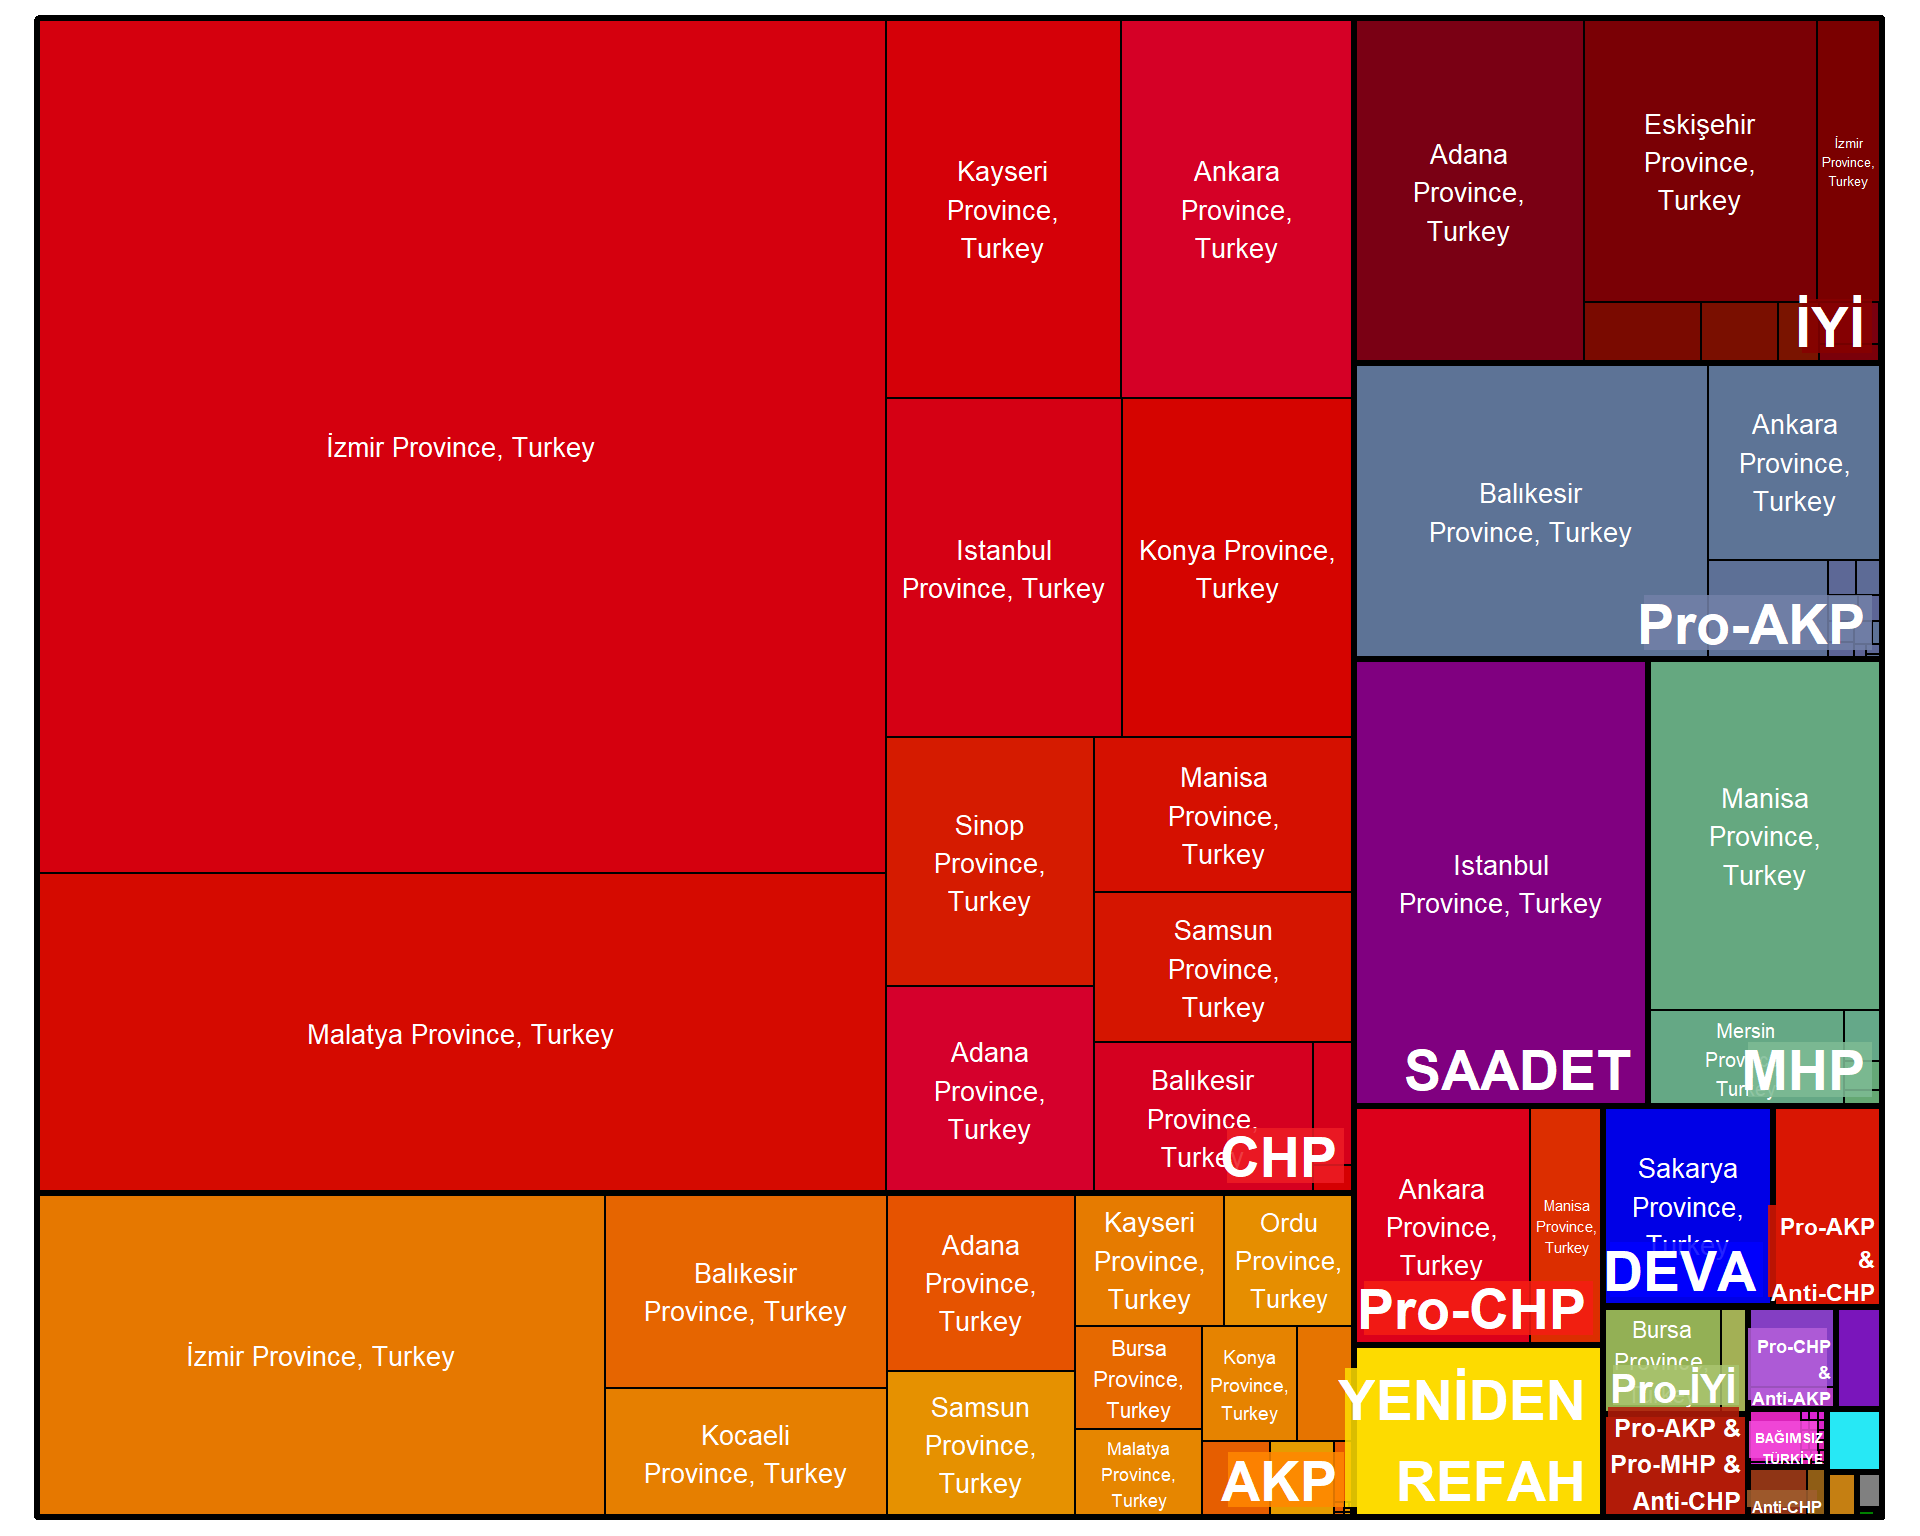 İzmir Province, Turkey
Malatya Province, Turkey
Kayseri
Province,
Turkey
Ankara
Province,
Turkey
Istanbul
Province, Turkey
Konya Province,
Turkey
Sinop
Province,
Turkey
Manisa
Province,
Turkey
Samsun
Province,
Turkey
Adana
Province,
Turkey
Balıkesir
Province,
Turkey
CHP
İzmir Province, Turkey
Balıkesir
Province, Turkey
Kocaeli
Province, Turkey
Adana
Province,
Turkey
Samsun
Province,
Turkey
Kayseri
Province,
Turkey
Ordu
Province,
Turkey
Bursa
Province,
Turkey
Konya
Province,
Turkey
Malatya
Province,
Turkey
AKP
Adana
Province,
Turkey
Eskişehir
Province,
Turkey
İzmir
Province,
Turkey
İYİ
Balıkesir
Province, Turkey
Ankara
Province,
Turkey
Pro-AKP
Istanbul
Province, Turkey
SAADET
Manisa
Province,
Turkey
Mersin
Province,
Turkey
MHP
Ankara
Province,
Turkey
Manisa
Province,
Turkey
Pro-CHP
Sakarya
Province,
Turkey
DEVA
Pro-AKP
&
Anti-CHP
YENİDEN
REFAH
Bursa
Province,
Pro-İYİ
Pro-CHP
&
Anti-AKP
Pro-AKP &
Pro-MHP &
Anti-CHP
BAĞIMSIZ
TÜRKİYE
Anti-CHP